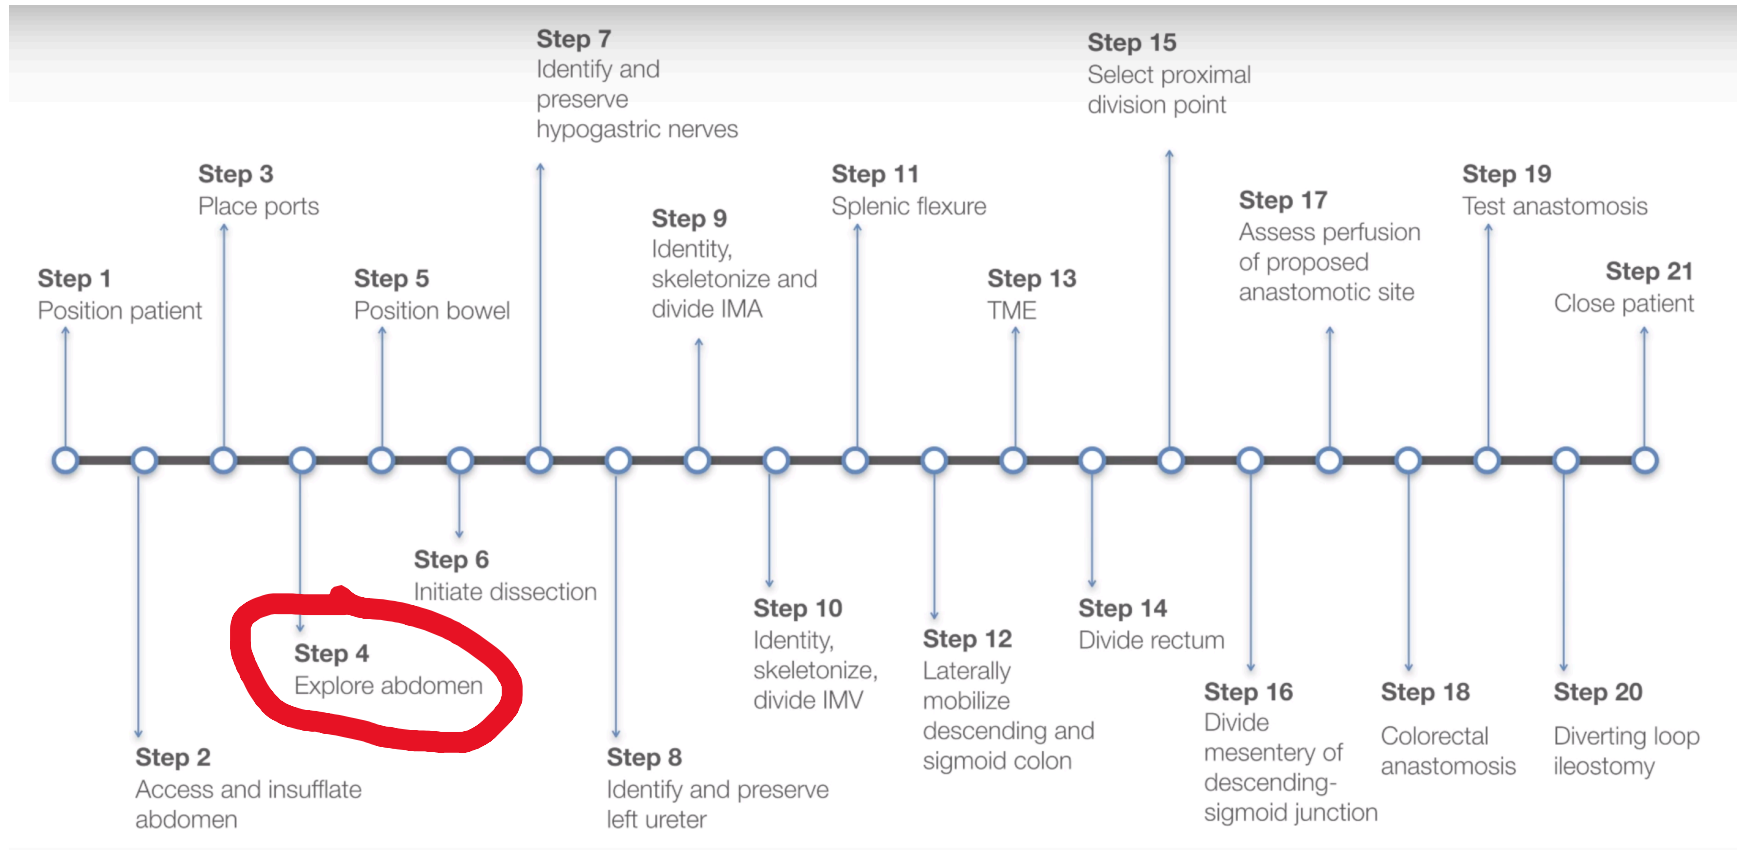 Step 1
Position patient
Step 2
Access and insufflate
abdomen
Step 3
Place ports
Step 4
Explore abdomen
Step 5
Position bowel
Step 6
Initiate dissection
Step 7
Identify and
preserve
hypogastric nerves
Step 8
Identify and preserve
left ureter
Step 9
Identity,
skeletonize and
divide IMA
Step 10
Identity,
skeletonize,
divide IMV
Step 11
Splenic flexure
Step 12
Laterally
mobilize
descending and
sigmoid colon
Step 13
TME
Step 14
Divide rectum
Step 15
Select proximal
division point
Step 16
Divide
mesentery of
descending-
sigmoid junction
Step 17
Assess perfusion
of proposed
anastomotic site
Step 18
Colorectal
anastomosis
Step 19
Test anastomosis
Step 20
Diverting loop
ileostomy
Step 21
Close patient